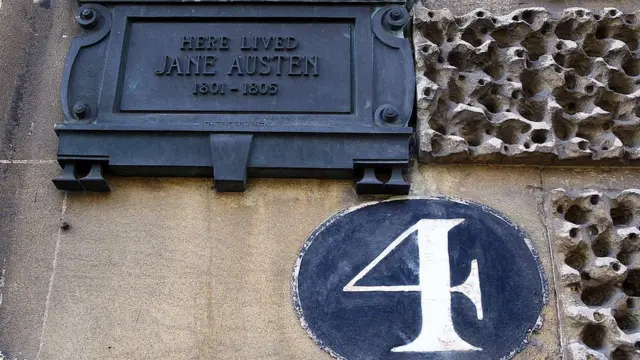 HERE LIVED
JANE AUSTEN
1801 - 1805
4